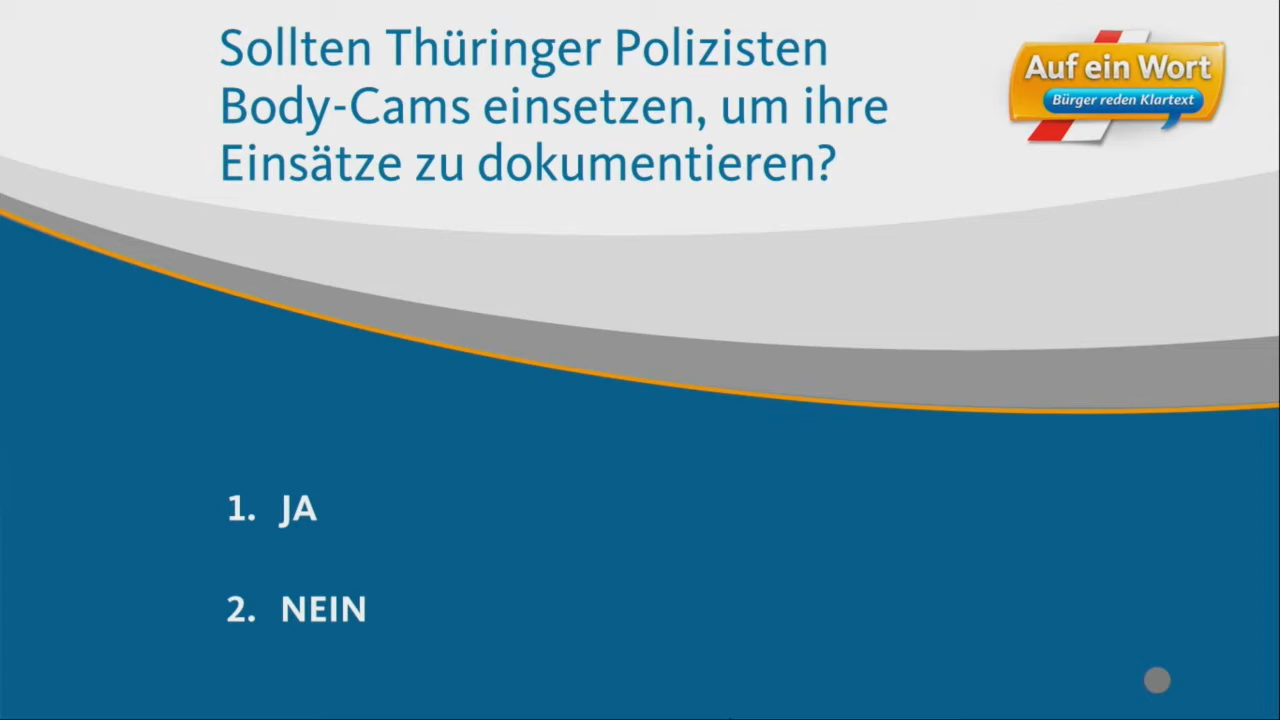 Sollten Thüringer Polizisten
Body-Cams einsetzen, um ihre
Einsätze zu dokumentieren?
Auf ein Wort
Bürger reden Klartext
1. JA
2. NEIN